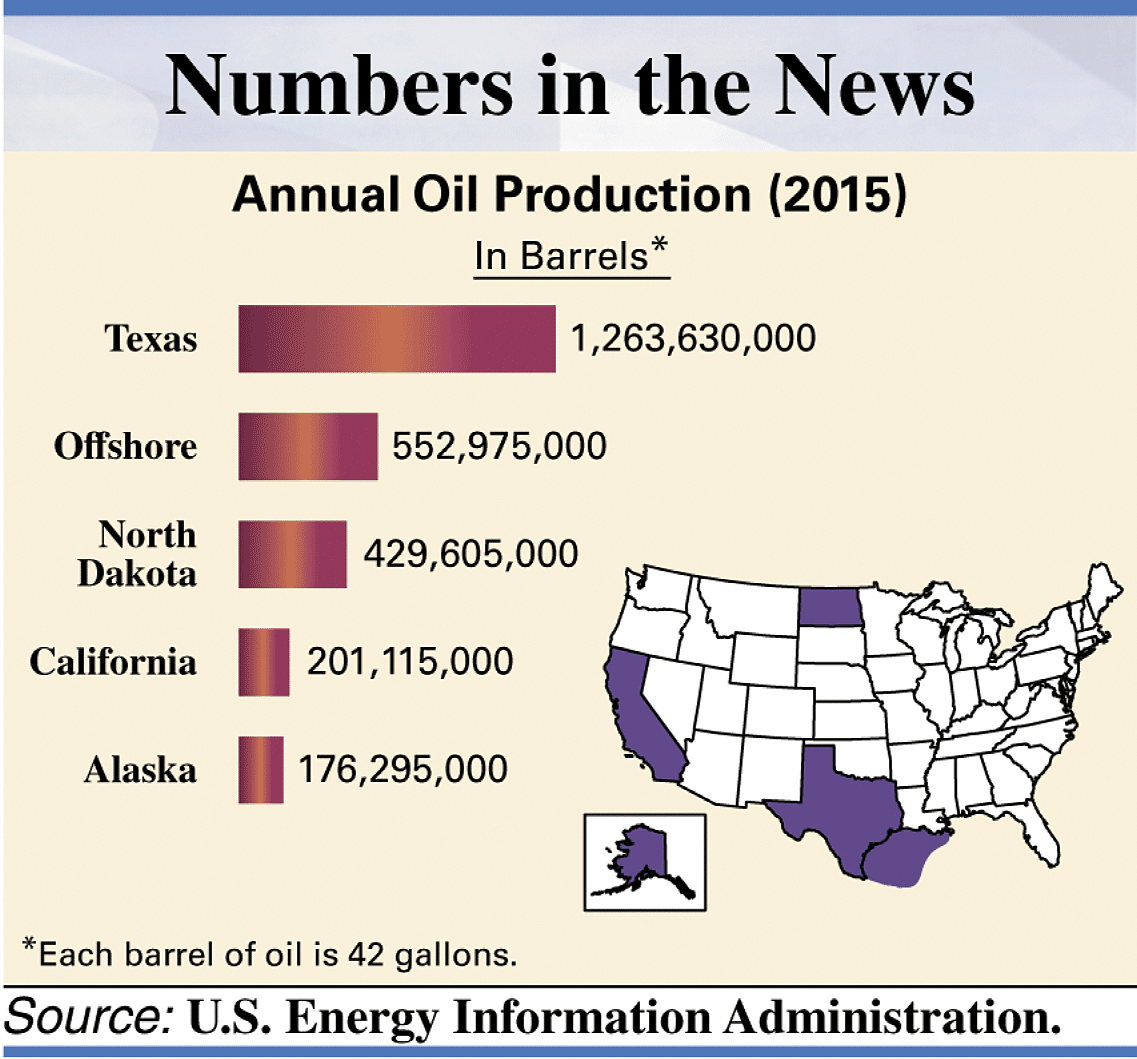 Numbers in the News
Annual Oil Production (2015)
In Barrels*
Texas 1,263,630,000
Offshore 552,975,000
North
Dakota 429,605,000
California 201,115,000
Alaska 176,295,000
*Each barrel of oil is 42 gallons.
Source: U.S. Energy Information Administration.